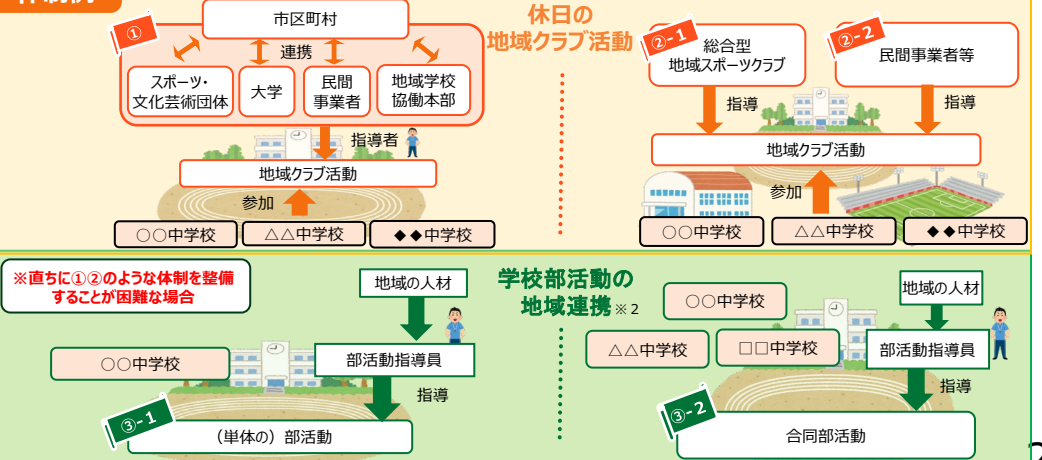 休日の
地域クラブ活動
①
市区町村
連携
スポーツ・
文化芸術団体
大学
民間
事業者
地域学校
協働本部
指導者
地域クラブ活動
参加
○○中学校
△△中学校
◆◆中学校
②-1
総合型
地域スポーツクラブ
②-2
民間事業者等
指導
指導
地域クラブ活動
参加
○○中学校
△△中学校
◆◆中学校
※直ちに①②のような体制を整備
することが困難な場合
学校部活動の
地域連携※2
地域の人材
○○中学校
部活動指導員
指導
③-1
（単体の）部活動
○○中学校
△△中学校
□□中学校
地域の人材
部活動指導員
指導
③-2
合同部活動